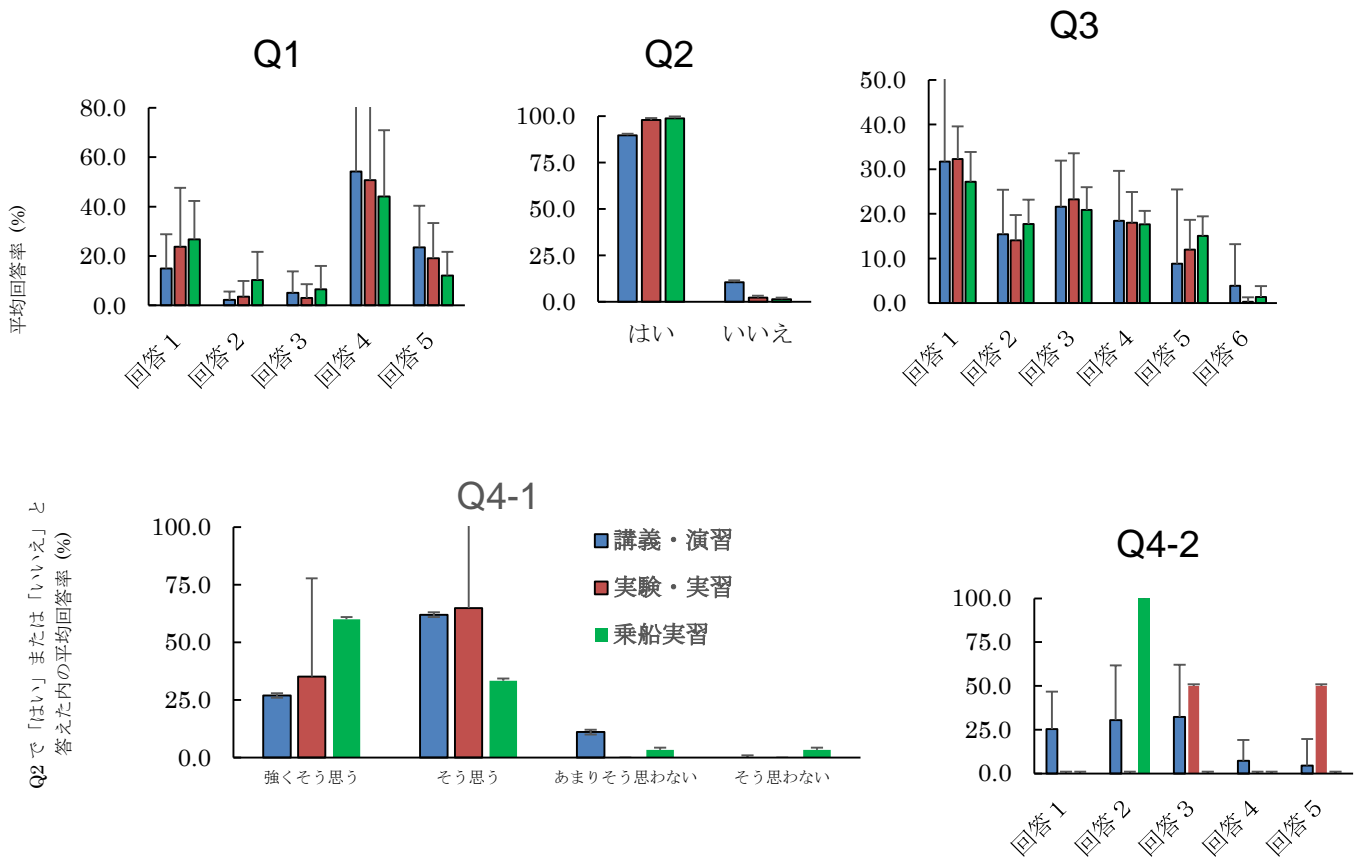 Q1
平均回答率 (%)
80.0
60.0
40.0
20.0
0.0
回答 1
回答 2
回答 3
回答 4
回答 5
Q2
100.0
75.0
50.0
25.0
0.0
はい
いいえ
Q3
50.0
40.0
30.0
20.0
10.0
0.0
回答 1
回答 2
回答 3
回答 4
回答 5
回答 6
Q4-1
Q2 で「はい」または「いいえ」と
答えた内の平均回答率 (%)
100.0
75.0
50.0
25.0
0.0
強くそう思う
そう思う
あまりそう思わない
そう思わない
講義・演習
実験・実習
乗船実習
Q4-2
100.0
75.0
50.0
25.0
0.0
回答 1
回答 2
回答 3
回答 4
回答 5